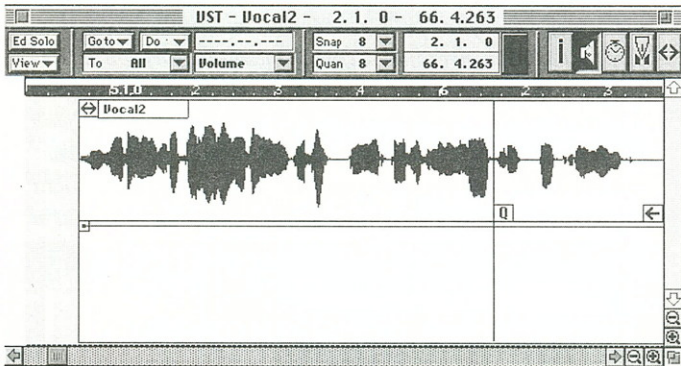 VST - Vocal2 - 2. 1. 0 - 66. 4.263
Ed Solo Goto Do ----.--.--- Snap 8 2. 1. 0
View To All Volume Quan 8 66. 4.263
5.1.0 2 3 4 6 2 3
Vocal2
Q